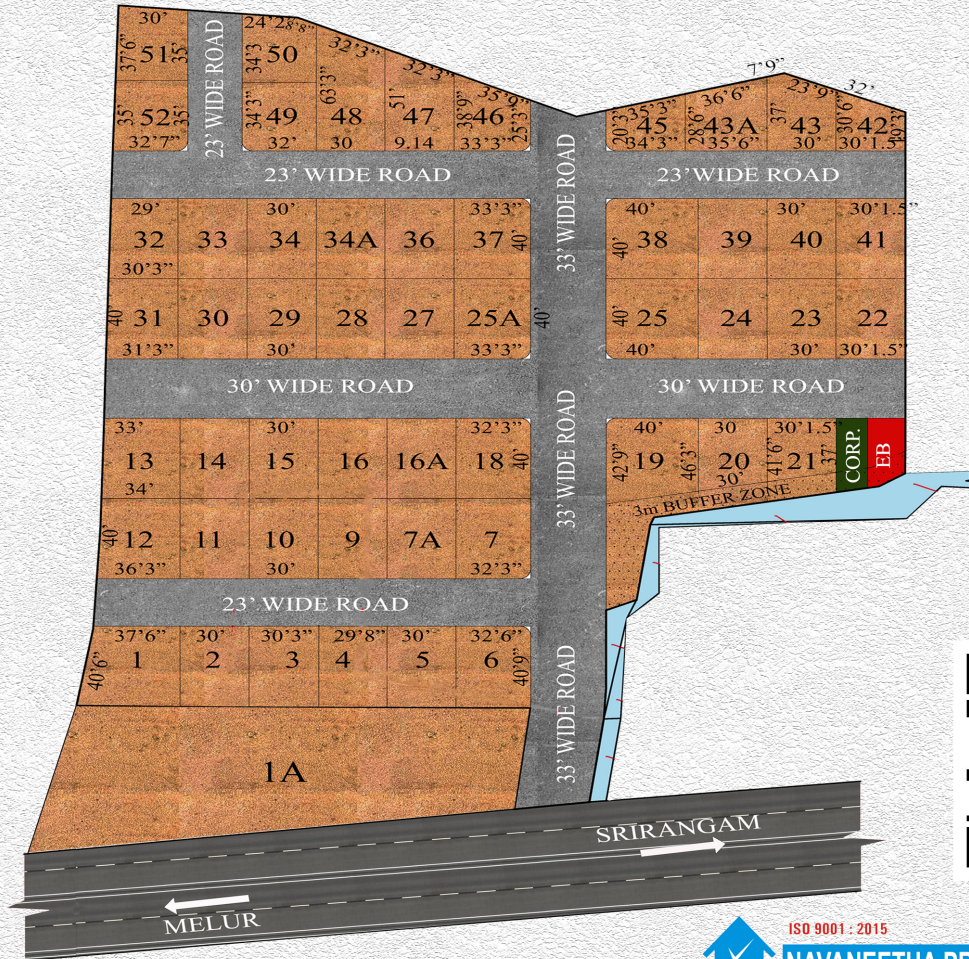 30' 24'2 8'8" 32'3" 32'3" 35'9" 7'9" 23'9" 32'
37'6" 51 35' 34'3 50 63'3" 51' 38'9" 25'3"
35' 52 35' 34'3" 49 48 47 46
32'7" 32' 30 9.14 33'3"
23' WIDE ROAD
20'3" 35'3" 45 28'6" 36'6" 43A 37' 43 30'6" 42
34'3" 35'6" 30' 30'1.5"
23' WIDE ROAD
23'WIDE ROAD
33' WIDE ROAD
29' 30' 33'3" 40' 30' 30'1.5"
32 33 34 34A 36 37 40' 40' 38 39 40 41
30'3"
40' 31 30 29 28 27 25A 40' 40' 25 24 23 22
31'3" 30' 33'3" 40' 30' 30'1.5"
30' WIDE ROAD
30' WIDE ROAD
33' WIDE ROAD
33' 30' 32'3" 40' 30 30'1.5"
13 14 15 16 16A 18 40' 42'9" 19 46'3" 20 41'6" 21 37' CORP. EB
34' 30'
3m BUFFER ZONE
40' 12 11 10 9 7A 7
36'3" 30' 32'3"
23' WIDE ROAD
37'6" 30' 30'3" 29'8" 30' 32'6"
40'6" 1 2 3 4 5 6 40'9"
33' WIDE ROAD
1A
SRIRANGAM
MELUR
ISO 9001 : 2015